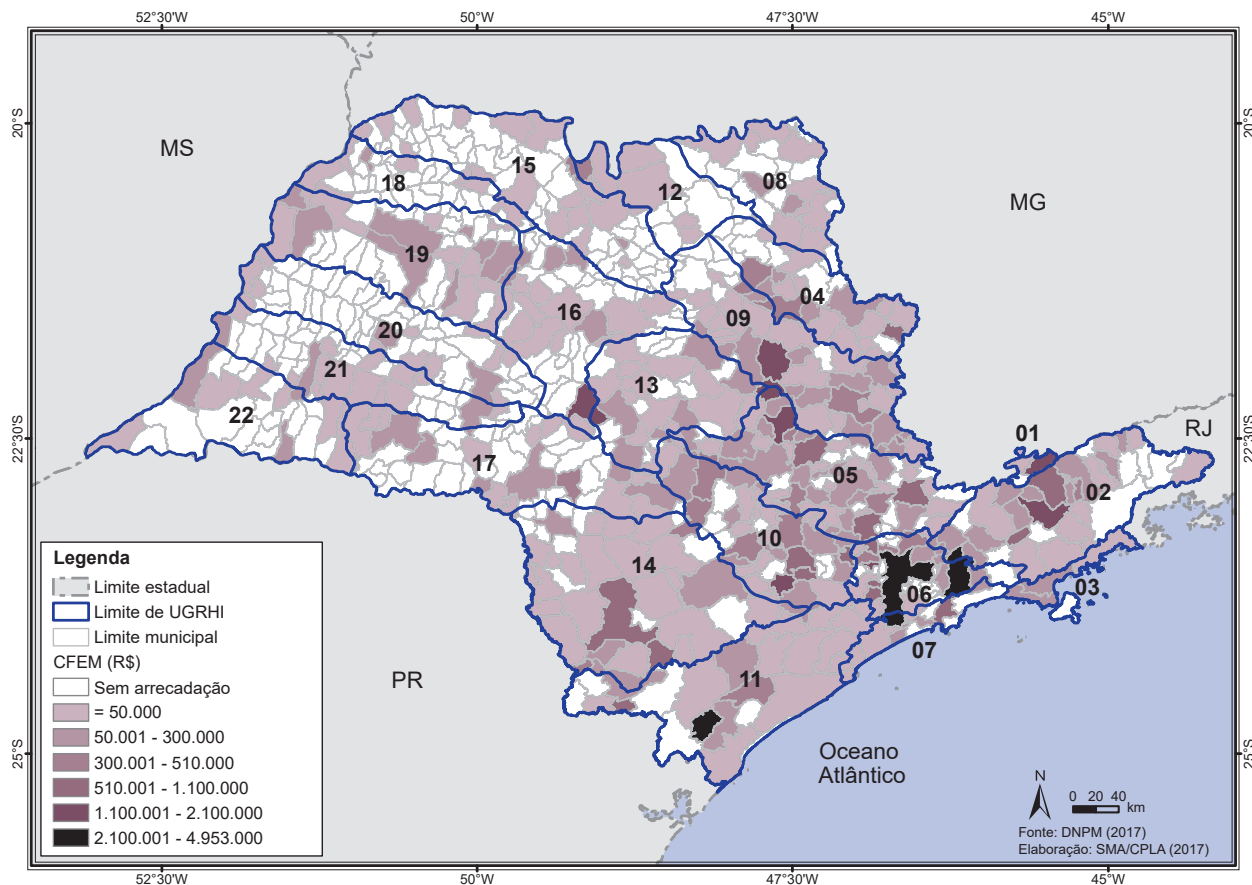 52°30'W 50°W 47°30'W 45°W
20°S 20°S
MS
15
18
12
08
MG
19
16
04
09
20
21
13
22
22°30'S 22°30'S
01
RJ
17
05
02
10
14
06
03
07
PR
11
Legenda
Limite estadual
Limite de UGRHI
Limite municipal
CFEM (R$)
Sem arrecadação
= 50.000
50.001 - 300.000
300.001 - 510.000
510.001 - 1.100.000
1.100.001 - 2.100.000
2.100.001 - 4.953.000
25°S 25°S
Oceano
Atlântico
N
0 20 40
km
Fonte: DNPM (2017)
Elaboração: SMA/CPLA (2017)
52°30'W 50°W 47°30'W 45°W